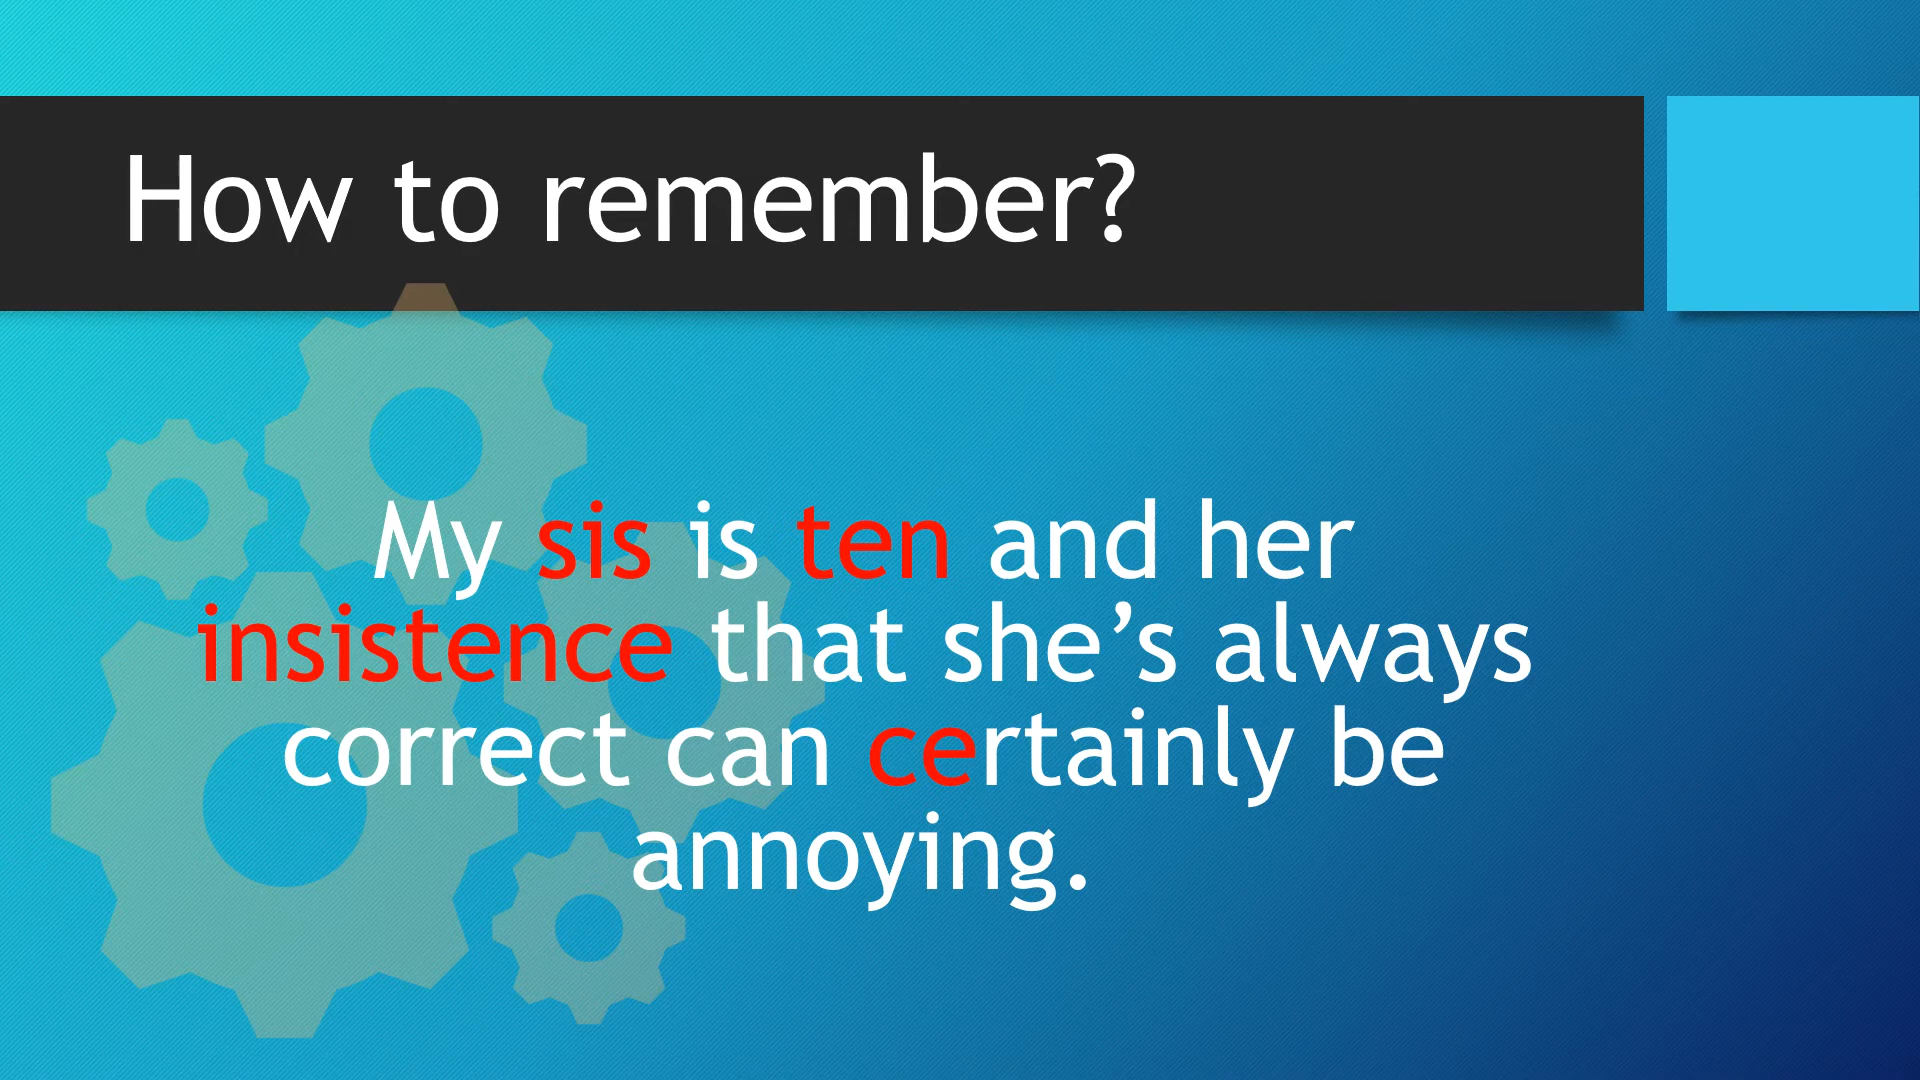 How to remember?
My sis is ten and her
insistence that she’s always
correct can certainly be
annoying.